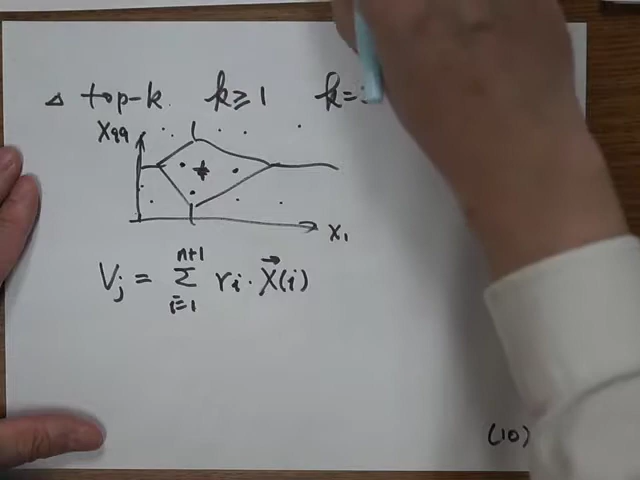 △ top-k. k≥1 k=
X99
X1
Vj = Σ_{i=1}^{n+1} ri · X⃗(i)
(10)